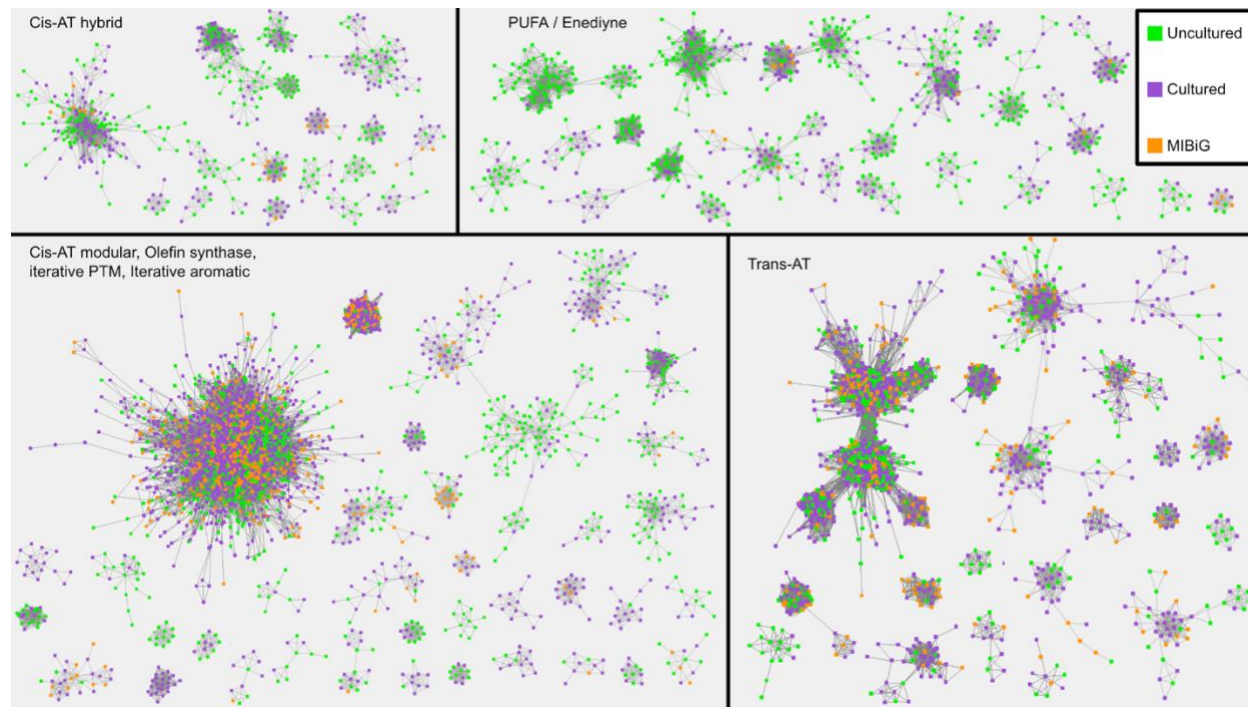 Cis-AT hybrid
PUFA / Enediyne
Uncultured
Cultured
MIBiG
Cis-AT modular, Olefin synthase,
iterative PTM, Iterative aromatic
Trans-AT